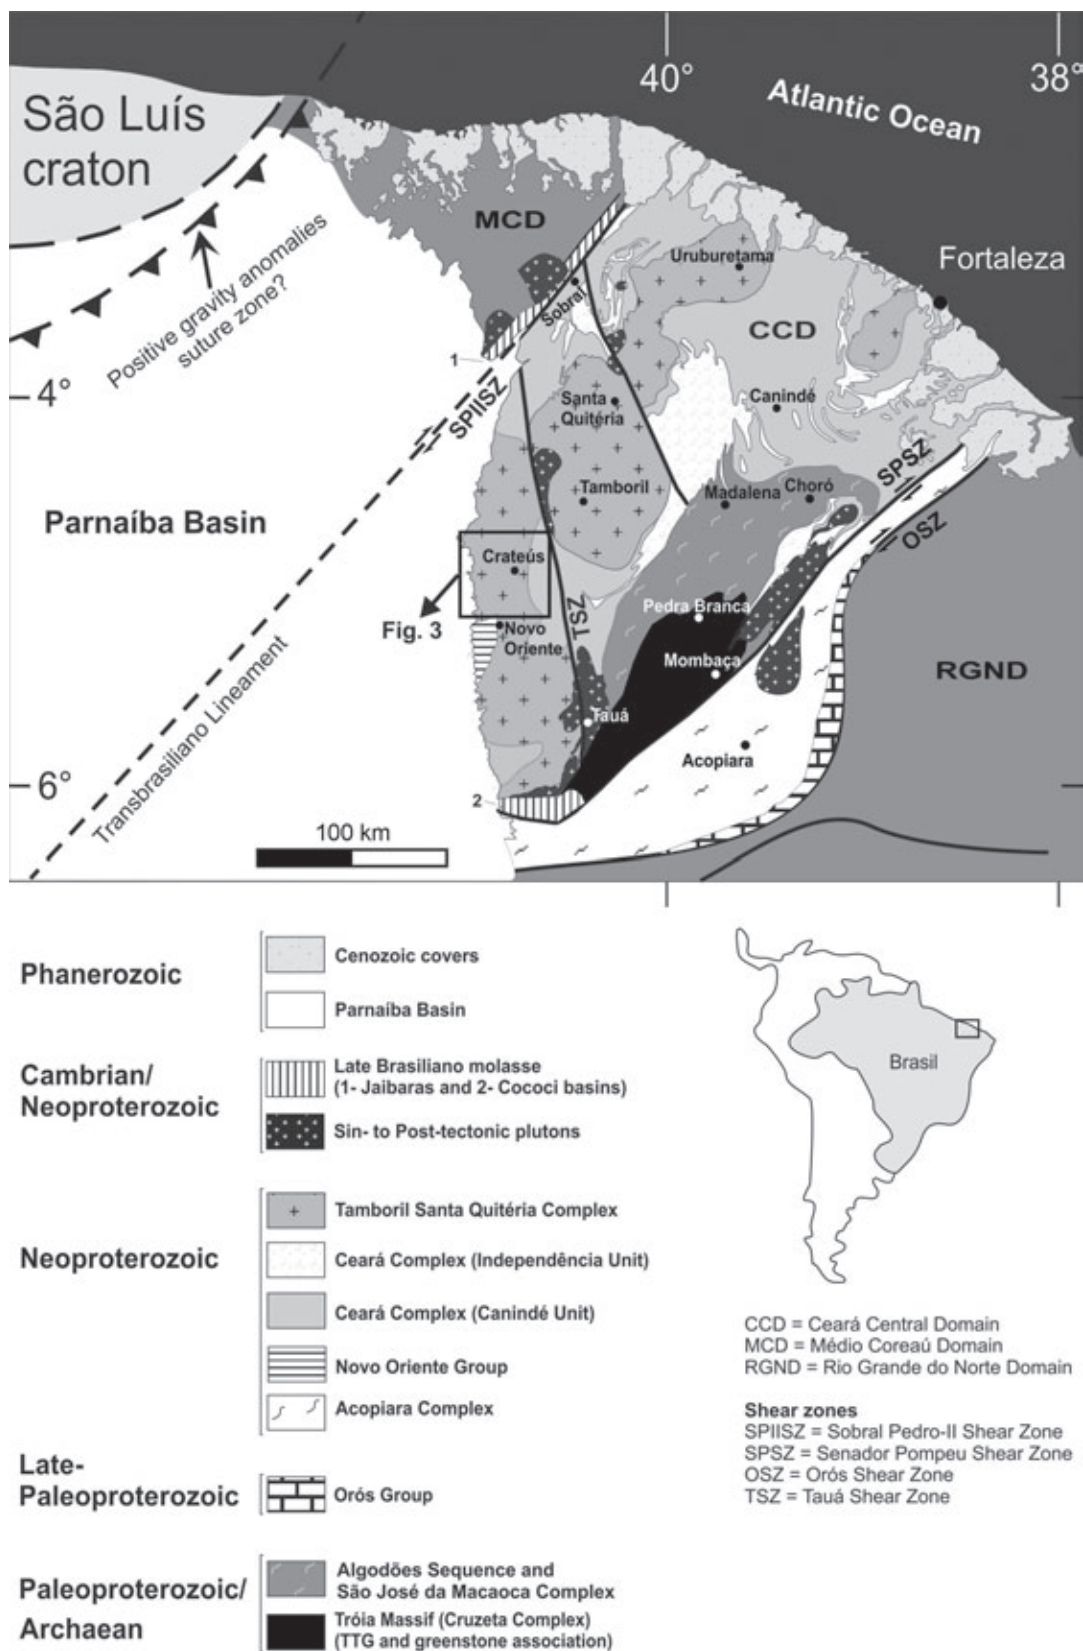 40°
38°
Atlantic Ocean
São Luís
craton
MCD
Uruburetama
Fortaleza
Sobral
Positive gravity anomalies
suture zone?
CCD
1
4°
SPIISZ
Santa
Quitéria
Canindé
SPSZ
Tamboril
Madalena
Choró
Parnaíba Basin
OSZ
Crateús
TSZ
Pedra Branca
Fig. 3
Novo
Oriente
Mombaça
RGND
Transbrasiliano Lineament
Tauá
Acopiara
6°
2
100 km
Phanerozoic
Cenozoic covers
Parnaíba Basin
Cambrian/
Neoproterozoic
Late Brasiliano molasse
(1- Jaibaras and 2- Cococi basins)
Sin- to Post-tectonic plutons
Neoproterozoic
Tamboril Santa Quitéria Complex
Ceará Complex (Independência Unit)
Ceará Complex (Canindé Unit)
Novo Oriente Group
Acopiara Complex
Late-
Paleoproterozoic
Orós Group
Paleoproterozoic/
Archaean
Algodões Sequence and
São José da Macaoca Complex
Tróia Massif (Cruzeta Complex)
(TTG and greenstone association)
Brasil
CCD = Ceará Central Domain
MCD = Médio Coreaú Domain
RGND = Rio Grande do Norte Domain
Shear zones
SPIISZ = Sobral Pedro-II Shear Zone
SPSZ = Senador Pompeu Shear Zone
OSZ = Orós Shear Zone
TSZ = Tauá Shear Zone